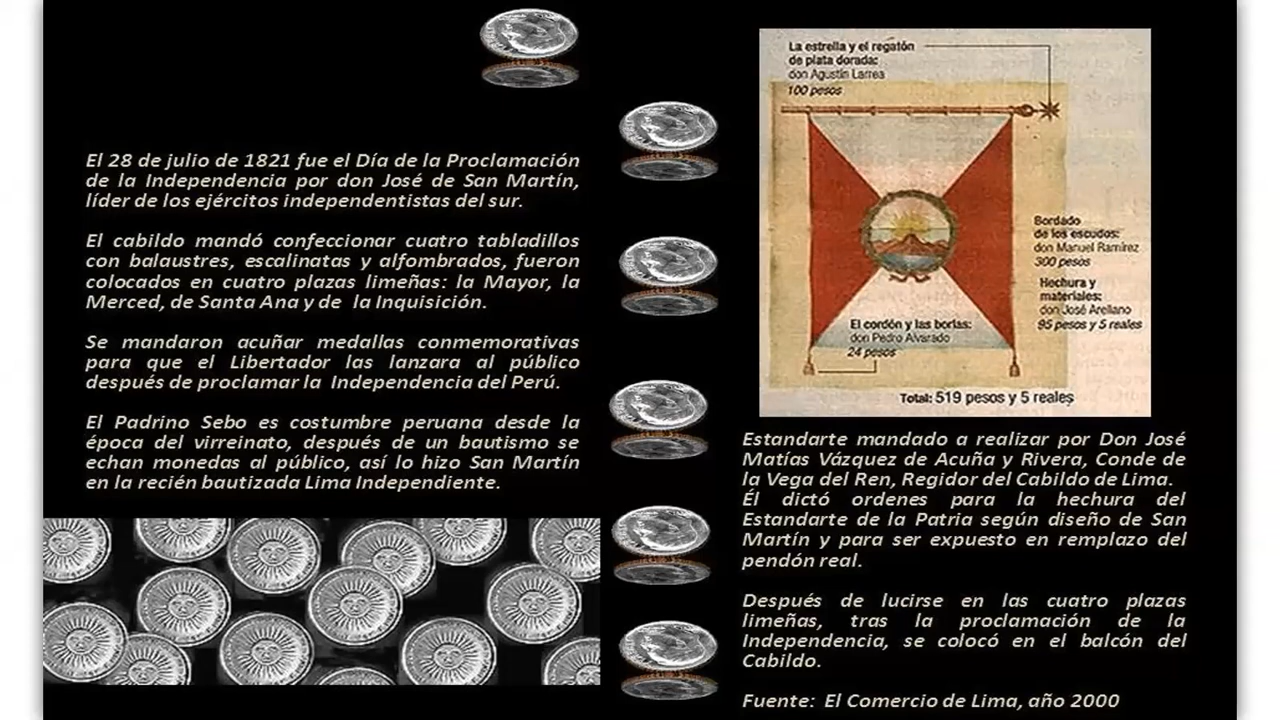 El 28 de julio de 1821 fue el Día de la Proclamación
de la Independencia por don José de San Martín,
líder de los ejércitos independentistas del sur.
El cabildo mandó confeccionar cuatro tabladillos
con balaustres, escalinatas y alfombrados, fueron
colocados en cuatro plazas limeñas: la Mayor, la
Merced, de Santa Ana y de la Inquisición.
Se mandaron acuñar medallas conmemorativas
para que el Libertador las lanzara al público
después de proclamar la Independencia del Perú.
El Padrino Sebo es costumbre peruana desde la
época del virreinato, después de un bautismo se
echan monedas al público, así lo hizo San Martín
en la recién bautizada Lima Independiente.
La estrella y el regatón
de plata dorada:
don Agustín Larrea
100 pesos
Bordado
de los escudos:
don Manuel Ramírez
300 pesos
Hechura y
materiales:
don José Arellano
95 pesos y 5 reales
El cordón y las borlas:
don Pedro Alvarado
24 pesos
Total: 519 pesos y 5 reales
Estandarte mandado a realizar por Don José
Matías Vázquez de Acuña y Rivera, Conde de
la Vega del Ren, Regidor del Cabildo de Lima.
Él dictó ordenes para la hechura del
Estandarte de la Patria según diseño de San
Martín y para ser expuesto en remplazo del
pendón real.
Después de lucirse en las cuatro plazas
limeñas, tras la proclamación de la
Independencia, se colocó en el balcón del
Cabildo.
Fuente: El Comercio de Lima, año 2000